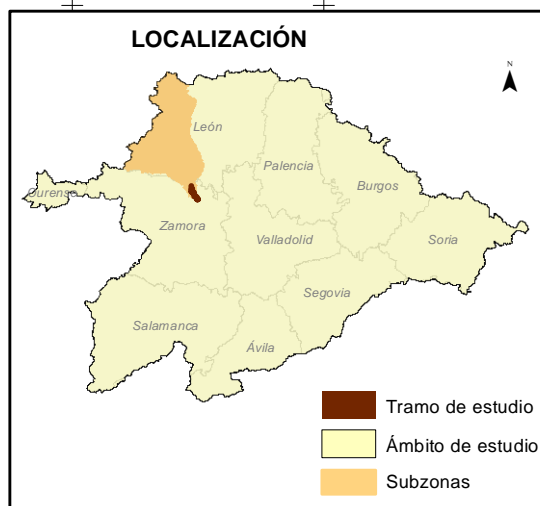 LOCALIZACIÓN
N
León
Palencia
Burgos
Ourense
Zamora
Valladolid
Soria
Segovia
Salamanca
Ávila
Tramo de estudio
Ámbito de estudio
Subzonas